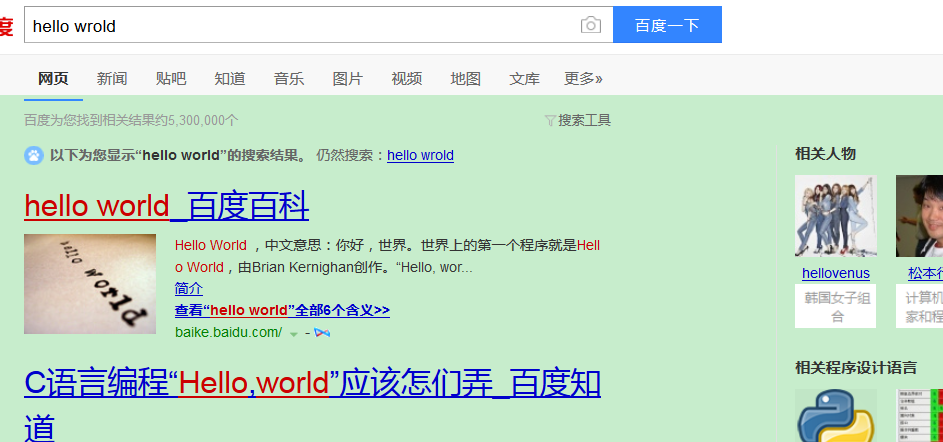 度
hello wrold
百度一下
网页 新闻 贴吧 知道 音乐 图片 视频 地图 文库 更多»
百度为您找到相关结果约5,300,000个
搜索工具
以下为您显示“hello world”的搜索结果。 仍然搜索：hello wrold
hello world_百度百科
hello world
Hello World ，中文意思：你好，世界。世界上的第一个程序就是Hell
o World，由Brian Kernighan创作。“Hello, wor...
简介
查看“hello world”全部6个含义>>
baike.baidu.com/ -
C语言编程“Hello,world”应该怎们弄_百度知
道
相关人物
hellovenus
韩国女子组
合
松本行
计算机
家和程
相关程序设计语言